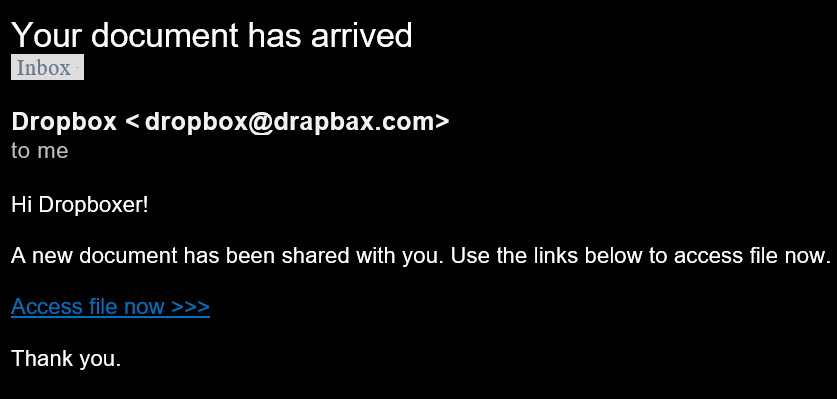 Your document has arrived
Inbox
Dropbox <dropbox@drapbax.com>
to me
Hi Dropboxer!
A new document has been shared with you. Use the links below to access file now.
Access file now >>>
Thank you.